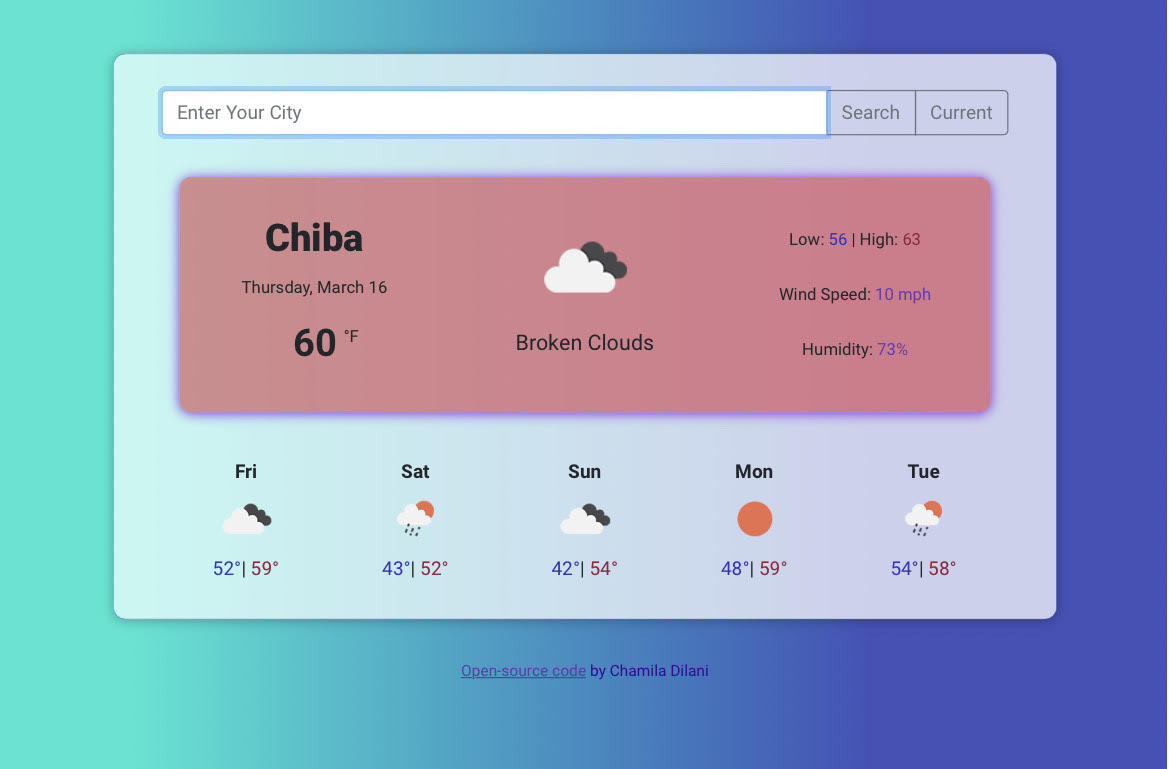 Enter Your City Search Current
Chiba
Thursday, March 16
60 °F
Broken Clouds
Low: 56 | High: 63
Wind Speed: 10 mph
Humidity: 73%
Fri Sat Sun Mon Tue
52°| 59° 43°| 52° 42°| 54° 48°| 59° 54°| 58°
Open-source code by Chamila Dilani